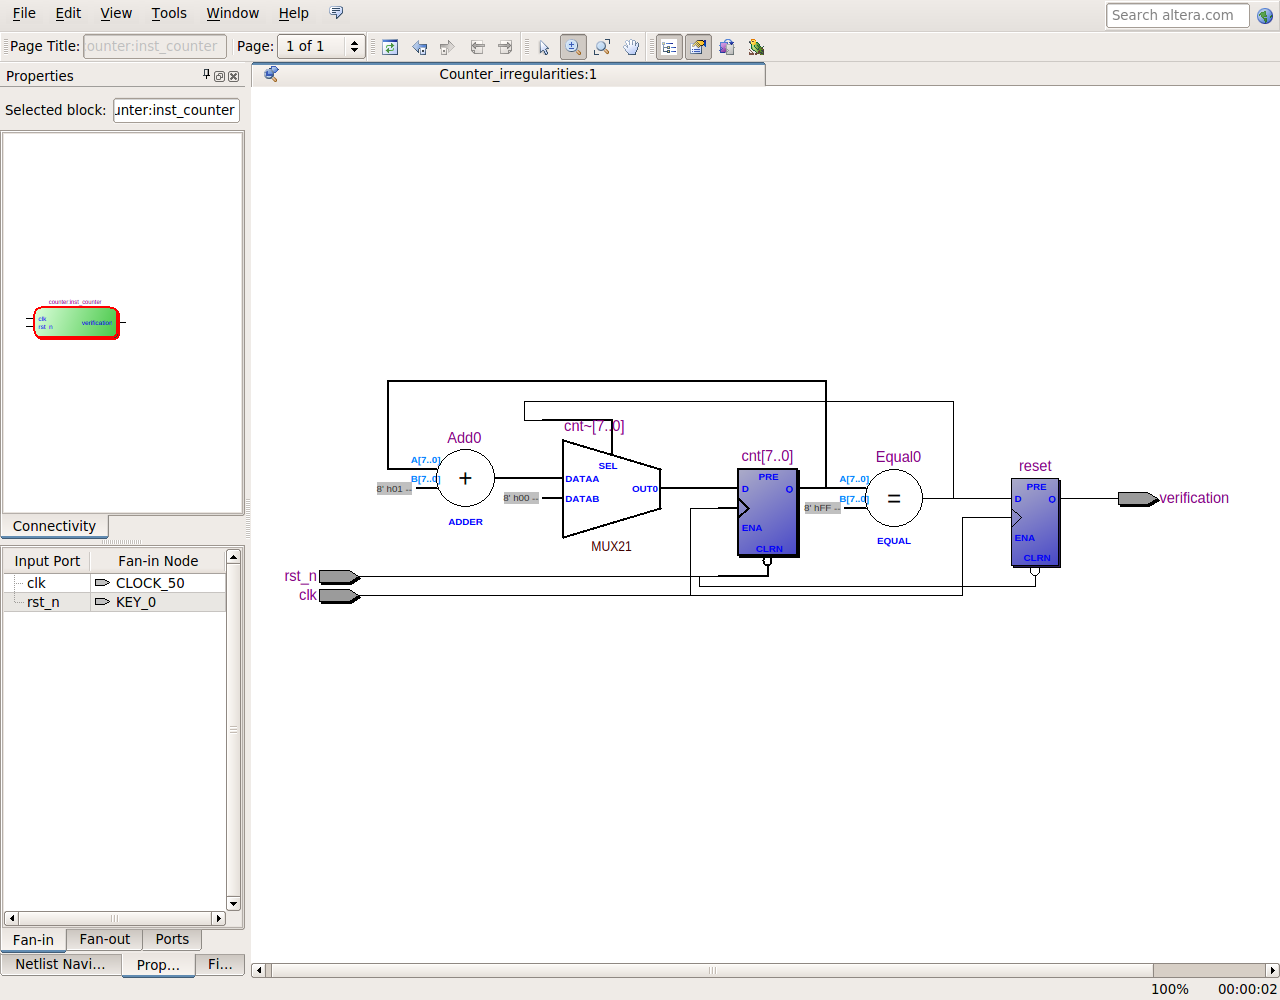 File Edit View Tools Window Help
Search altera.com
Page Title: ounter:inst_counter Page: 1 of 1
Properties
Counter_irregularities:1
Selected block: unter:inst_counter
counter:inst_counter
clk
rst_n
verification
Connectivity
Input Port Fan-in Node
clk CLOCK_50
rst_n KEY_0
Fan-in Fan-out Ports
Netlist Navi... Prop... Fi...
cnt~[7..0]
Add0
A[7..0]
B[7..0]
8' h01 --
+
ADDER
SEL
DATAA
8' h00 -- DATAB
OUT0
MUX21
cnt[7..0]
PRE
D Q
ENA
CLRN
Equal0
A[7..0]
B[7..0]
8' hFF --
=
EQUAL
reset
PRE
D Q
ENA
CLRN
verification
rst_n
clk
100% 00:00:02